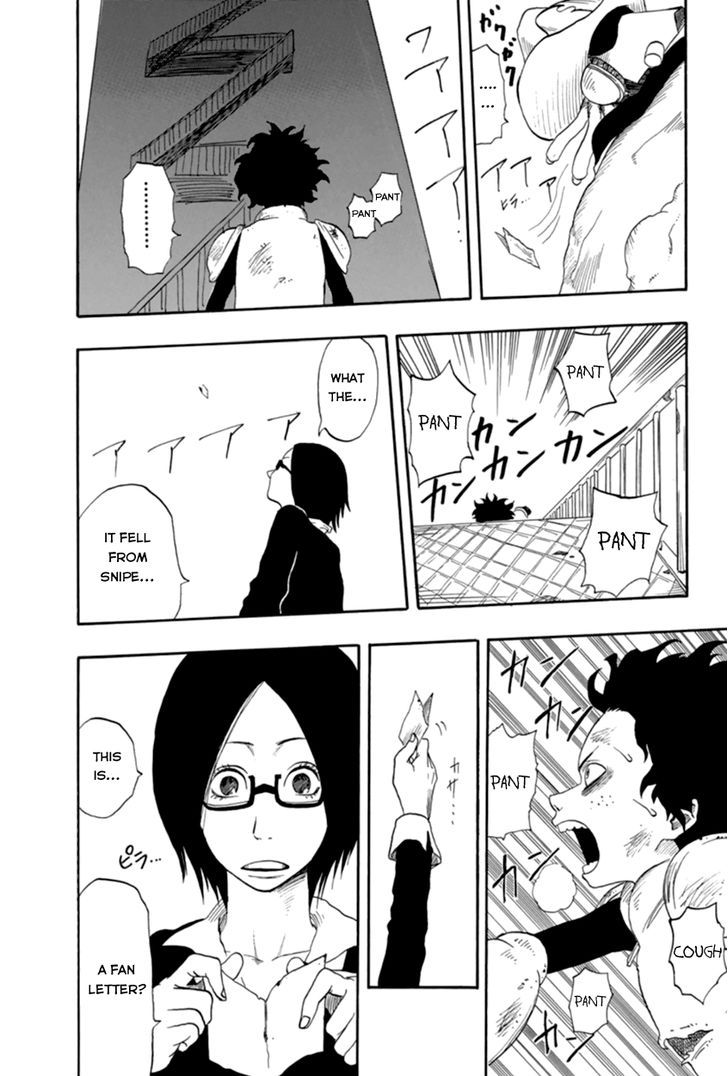 ガクガク
.....
...
ワアアアア
アアア
PANT
PANT
.........
PANT
PANT
カンカンカン
PANT
WHAT
THE...
アアアア
IT FELL
FROM
SNIPE...
カンカン
PANT
COUGH
PANT
カンカン
カサ...
THIS
IS...
ピラ...
A FAN
LETTER?